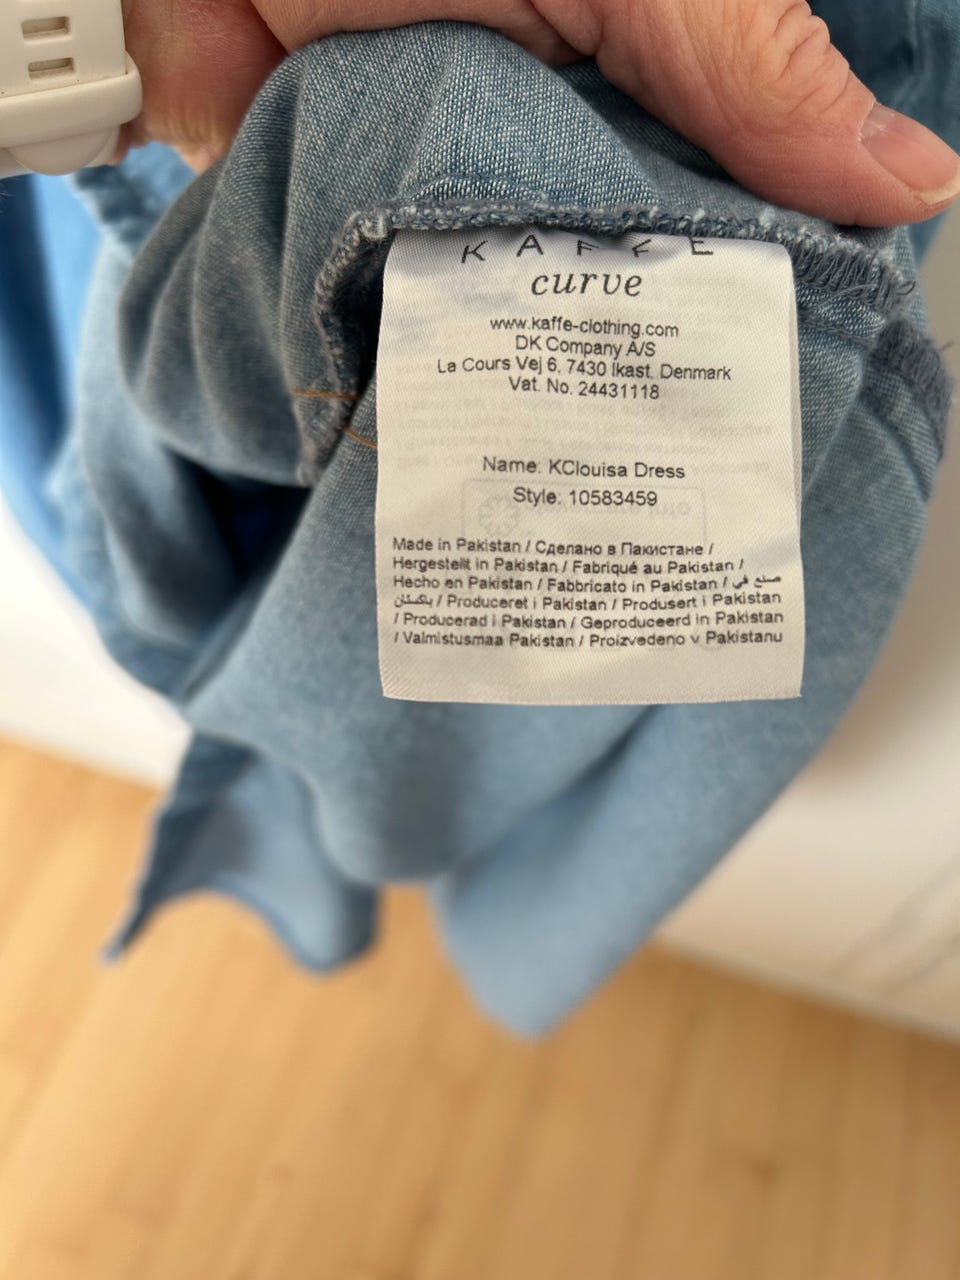 KAFFE
curve
www.kaffe-clothing.com
DK Company A/S
La Cours Vej 6, 7430 Ikast, Denmark
Vat. No. 24431118
Name: KClouisa Dress
Style: 10583459
Made in Pakistan / Сделано в Пакистане /
Hergestellt in Pakistan / Fabriqué au Pakistan /
Hecho en Pakistan / Fabbricato in Pakistan / صنع في
باكستان / Produceret i Pakistan / Produsert i Pakistan
/ Producerad i Pakistan / Geproduceerd in Pakistan
/ Valmistusmaa Pakistan / Proizvedeno v Pakistanu